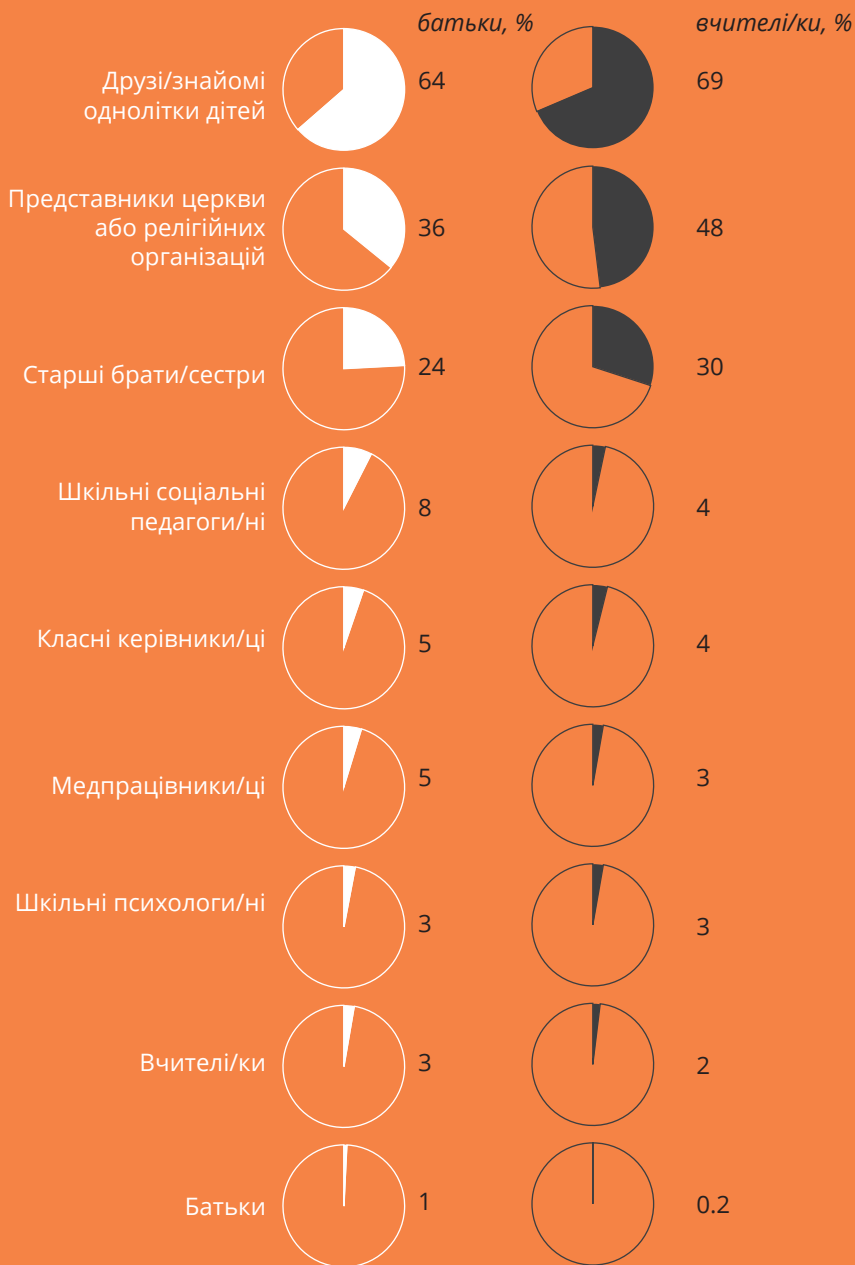 батьки, %
вчителі/ки, %
Друзі/знайомі
однолітки дітей
64
69
Представники церкви
або релігійних
організацій
36
48
Старші брати/сестри
24
30
Шкільні соціальні
педагоги/ні
8
4
Класні керівники/ці
5
4
Медпрацівники/ці
5
3
Шкільні психологи/ні
3
3
Вчителі/ки
3
2
Батьки
1
0.2